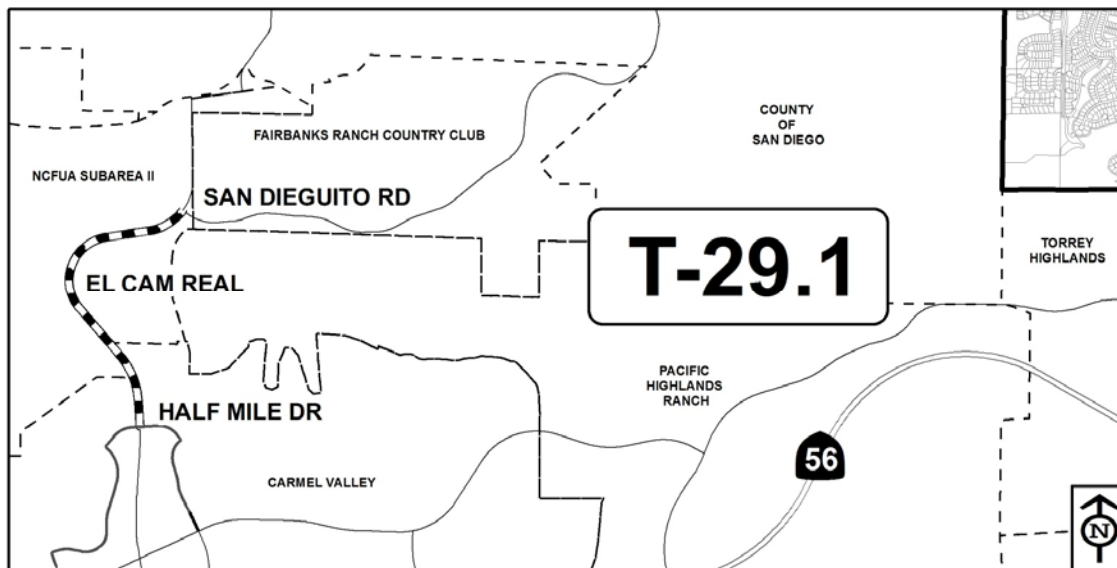 COUNTY
OF
SAN DIEGO
FAIRBANKS RANCH COUNTRY CLUB
NCFUA SUBAREA II
SAN DIEGUITO RD
TORREY
HIGHLANDS
T-29.1
EL CAM REAL
PACIFIC
HIGHLANDS
RANCH
HALF MILE DR
56
CARMEL VALLEY
N